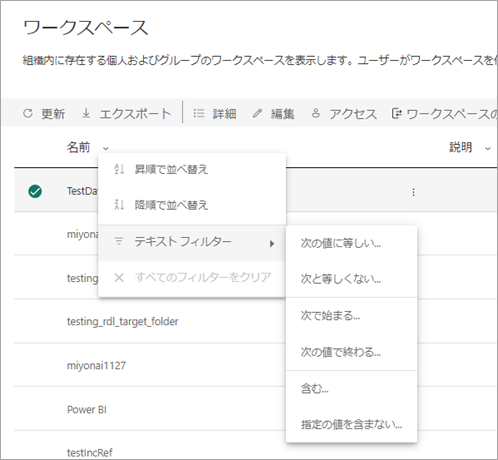 ワークスペース
組織内に存在する個人およびグループのワークスペースを表示します。ユーザーがワークスペースを
更新 エクスポート 詳細 編集 アクセス ワークスペースの
名前 説明
昇順で並べ替え
TestDa
降順で並べ替え
miyona
テキスト フィルター
次の値に等しい...
testing
すべてのフィルターをクリア
次と等しくない...
testing_rdl_target_folder
次で始まる...
次の値で終わる...
miyonai1127
含む...
Power BI
指定の値を含まない...
testIncRef